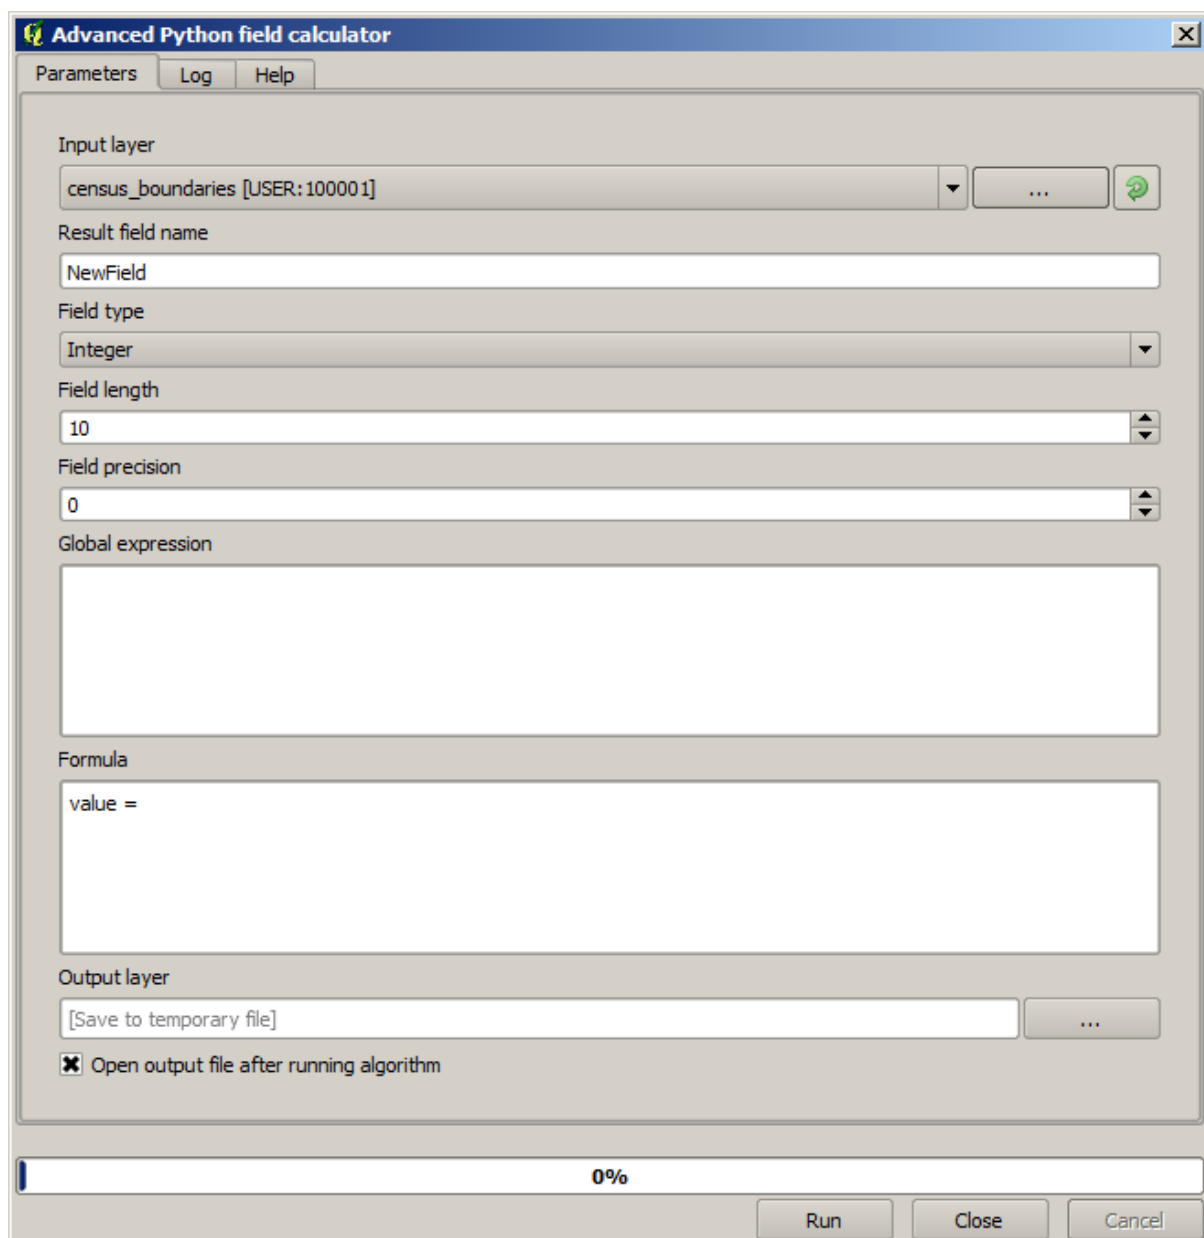 Advanced Python field calculator
Parameters Log Help
Input layer
census_boundaries [USER:100001] ...
Result field name
NewField
Field type
Integer
Field length
10
Field precision
0
Global expression
Formula
value =
Output layer
[Save to temporary file] ...
Open output file after running algorithm
0%
Run Close Cancel